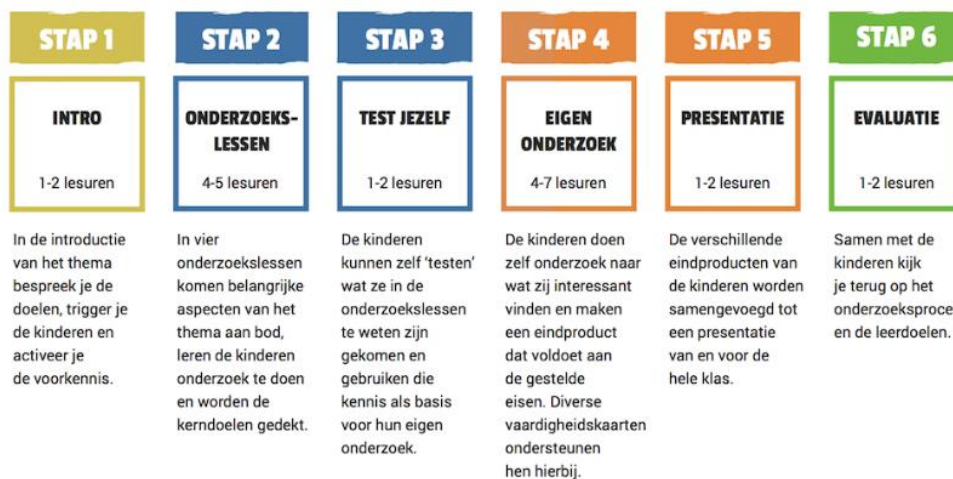 STAP 1
INTRO
1-2 lesuren
In de introductie
van het thema
bespreek je de
doelen, trigger je
de kinderen en
activeer je
de voorkennis.
STAP 2
ONDERZOEKS-
LESSEN
4-5 lesuren
In vier
onderzoekslessen
komen belangrijke
aspecten van het
thema aan bod,
leren de kinderen
onderzoek te doen
en worden de
kerndoelen gedekt.
STAP 3
TEST JEZELF
1-2 lesuren
De kinderen
kunnen zelf ‘testen’
wat ze in de
onderzoekslessen
te weten zijn
gekomen en
gebruiken die
kennis als basis
voor hun eigen
onderzoek.
STAP 4
EIGEN
ONDERZOEK
4-7 lesuren
De kinderen doen
zelf onderzoek naar
wat zij interessant
vinden en maken
een eindproduct
dat voldoet aan
de gestelde
eisen. Diverse
vaardigheidskaarten
ondersteunen
hen hierbij.
STAP 5
PRESENTATIE
1-2 lesuren
De verschillende
eindproducten van
de kinderen worden
samengevoegd tot
een presentatie
van en voor de
hele klas.
STAP 6
EVALUATIE
1-2 lesuren
Samen met de
kinderen kijk
je terug op het
onderzoeksproce
en de leerdoelen.